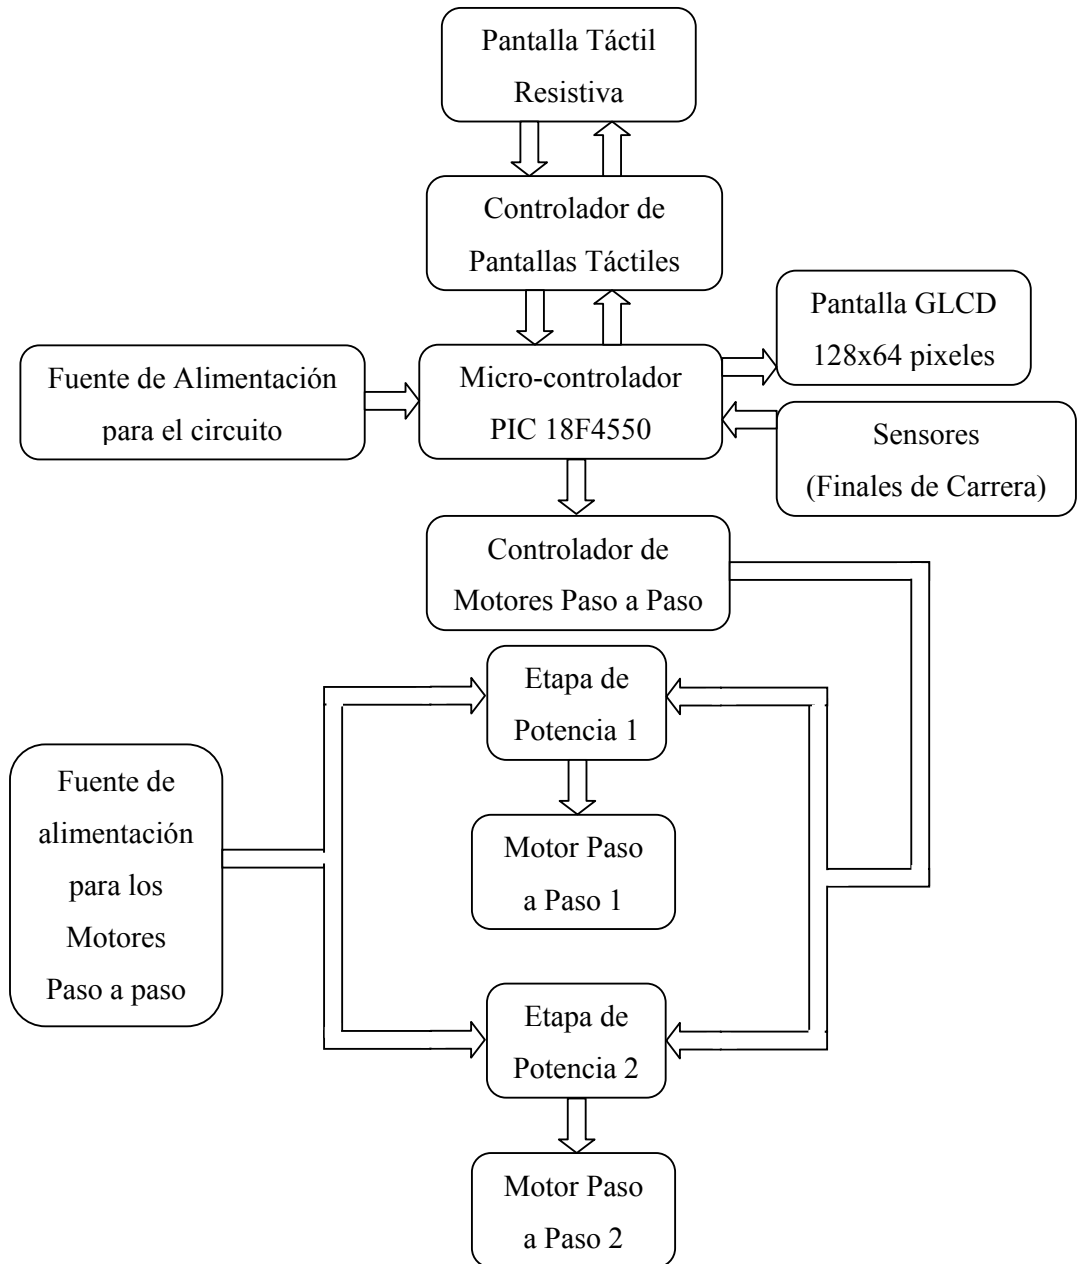 Pantalla Táctil
Resistiva
Controlador de
Pantallas Táctiles
Pantalla GLCD
128x64 pixeles
Fuente de Alimentación
para el circuito
Micro-controlador
PIC 18F4550
Sensores
(Finales de Carrera)
Controlador de
Motores Paso a Paso
Etapa de
Potencia 1
Fuente de
alimentación
para los
Motores
Paso a paso
Motor Paso
a Paso 1
Etapa de
Potencia 2
Motor Paso
a Paso 2